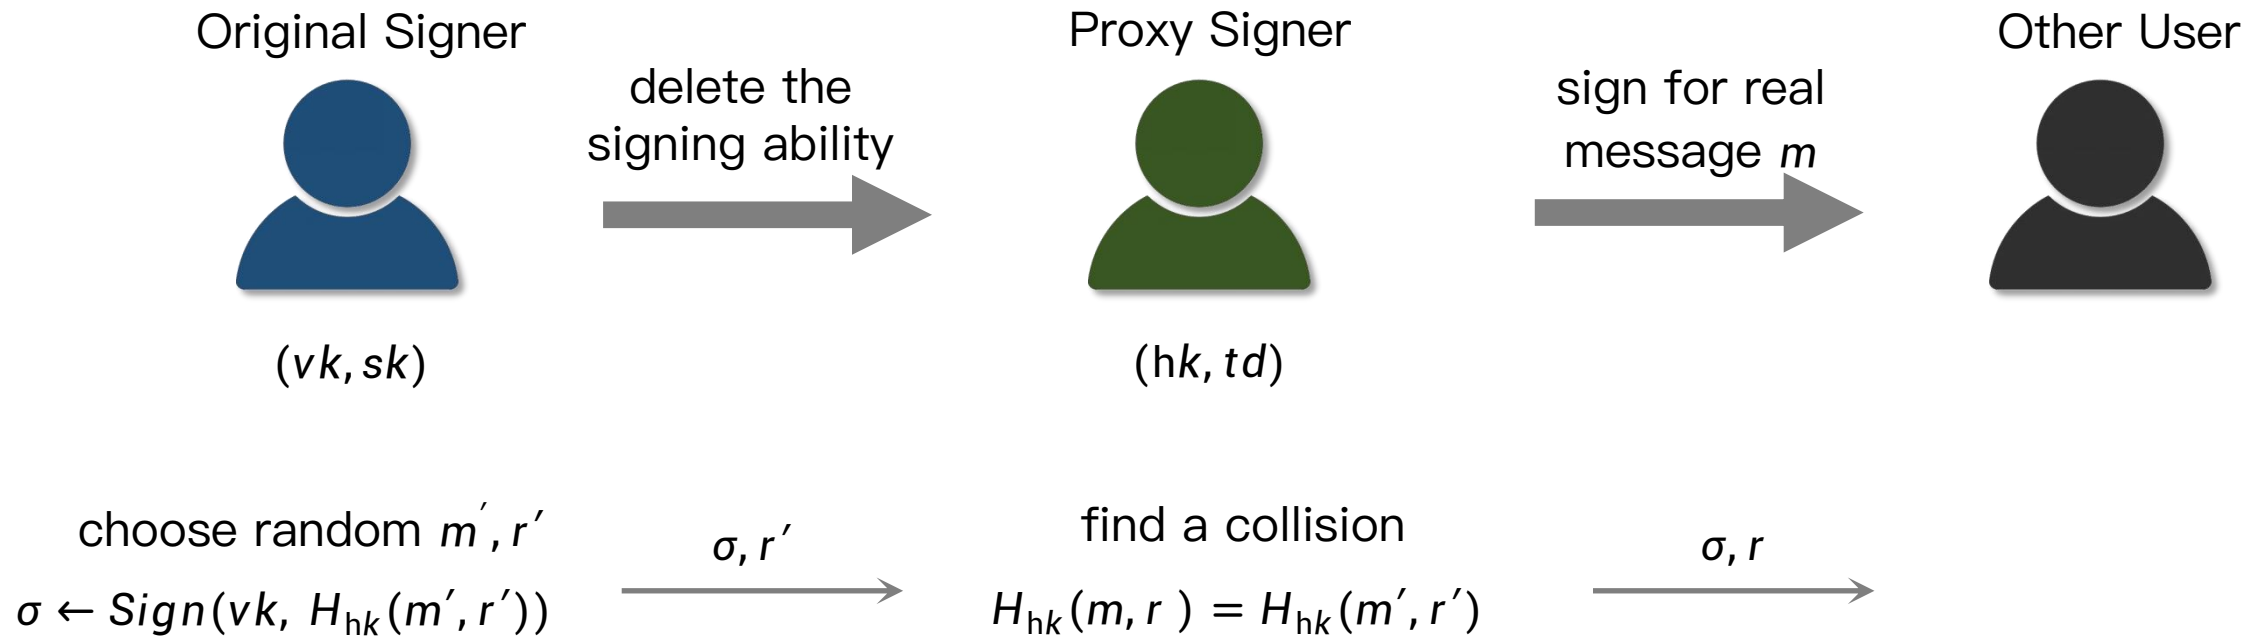 Original Signer
Proxy Signer
Other User
delete the
signing ability
sign for real
message m
(vk, sk)
(hk, td)
choose random m′, r′
σ ← Sign(vk, H_hk(m′, r′))
σ, r′
find a collision
H_hk(m, r ) = H_hk(m′, r′)
σ, r